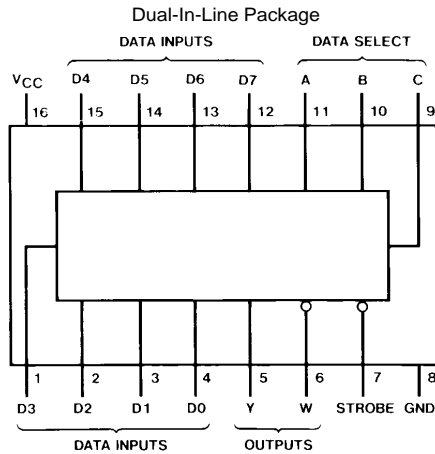 Dual-In-Line Package
DATA INPUTS DATA SELECT
VCC D4 D5 D6 D7 A B C
16 15 14 13 12 11 10 9
1 2 3 4 5 6 7 8
D3 D2 D1 D0 Y W STROBE GND
DATA INPUTS OUTPUTS